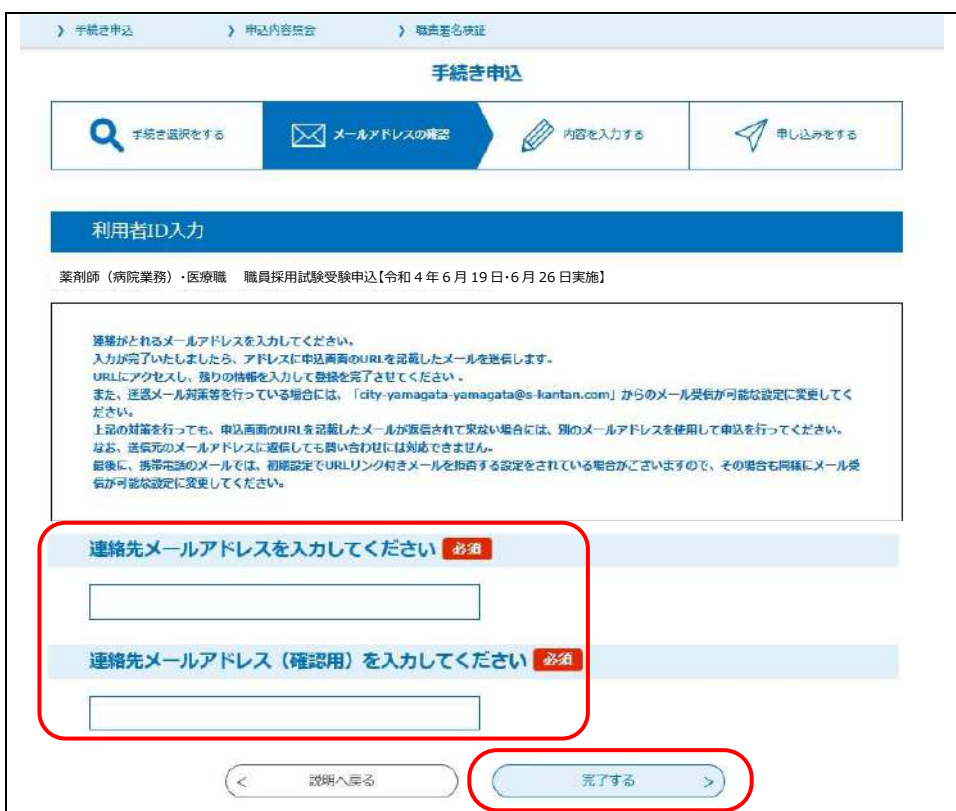 》 手続き申込 》 申込内容照会 》 職責署名検証
手続き申込
手続き選択をする メールアドレスの確認 内容を入力する 申し込みをする
利用者ID入力
薬剤師（病院業務）・医療職　職員採用試験受験申込【令和４年６月19日・6月26日実施】
連絡がとれるメールアドレスを入力してください。
入力が完了いたしましたら、アドレスに申込画面のURLを記載したメールを送信します。
URLにアクセスし、残りの情報を入力して登録を完了させてください。
また、迷惑メール対策等を行っている場合には、「city-yamagata-yamagata@s-kantan.com」からのメール受信が可能な設定に変更してく
ださい。
上記の対策を行っても、申込画面のURLを記載したメールが返信されて来ない場合には、別のメールアドレスを使用して申込を行ってください。
なお、送信元のメールアドレスに返信しても問い合わせには対応できません。
最後に、携帯電話のメールでは、初期設定でURLリンク付きメールを拒否する設定をされている場合がございますので、その場合も同様にメール受
信が可能な設定に変更してください。
連絡先メールアドレスを入力してください 必須
連絡先メールアドレス（確認用）を入力してください 必須
< 説明へ戻る 完了する >